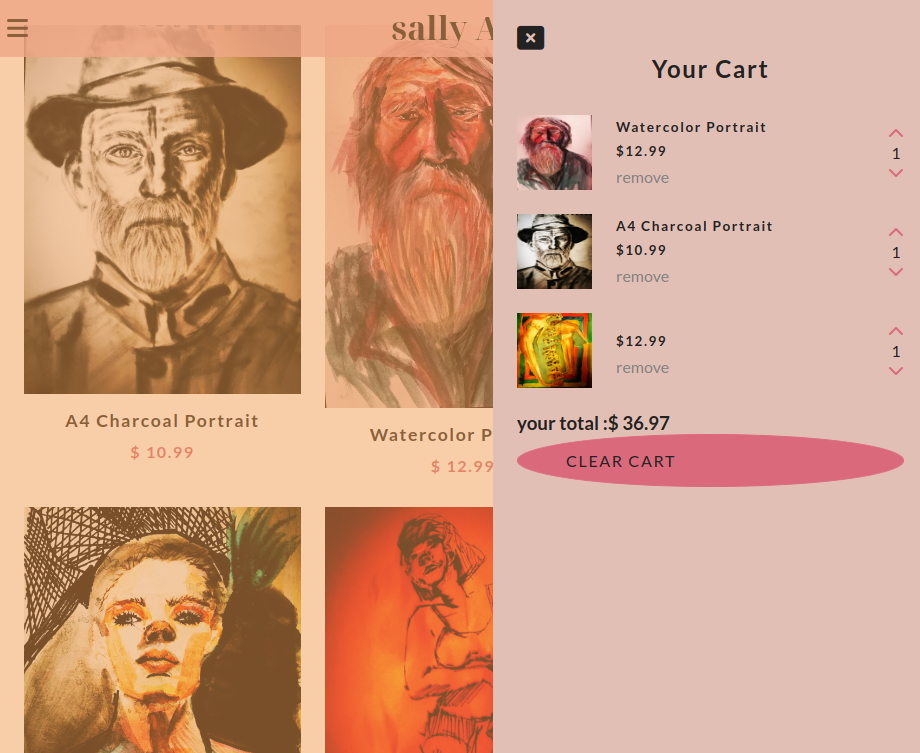 sally A
Your Cart
Watercolor Portrait
$12.99
remove
1
A4 Charcoal Portrait
$10.99
remove
1
$12.99
remove
1
your total :$ 36.97
CLEAR CART
A4 Charcoal Portrait
$ 10.99
Watercolor P
$ 12.99